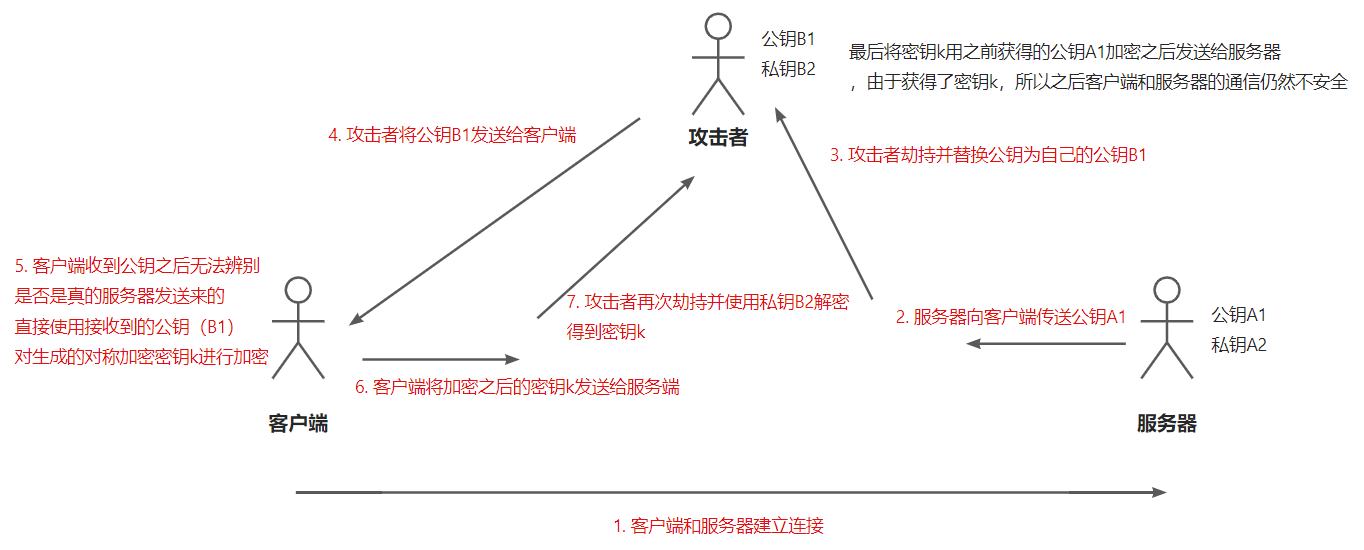 公钥B1
私钥B2
最后将密钥k用之前获得的公钥A1加密之后发送给服务器
，由于获得了密钥k，所以之后客户端和服务器的通信仍然不安全
攻击者
4. 攻击者将公钥B1发送给客户端
3. 攻击者劫持并替换公钥为自己的公钥B1
5. 客户端收到公钥之后无法辨别
是否是真的服务器发送来的
直接使用接收到的公钥（B1）
对生成的对称加密密钥k进行加密
7. 攻击者再次劫持并使用私钥B2解密
得到密钥k
2. 服务器向客户端传送公钥A1
公钥A1
私钥A2
6. 客户端将加密之后的密钥k发送给服务端
客户端
服务器
1. 客户端和服务器建立连接